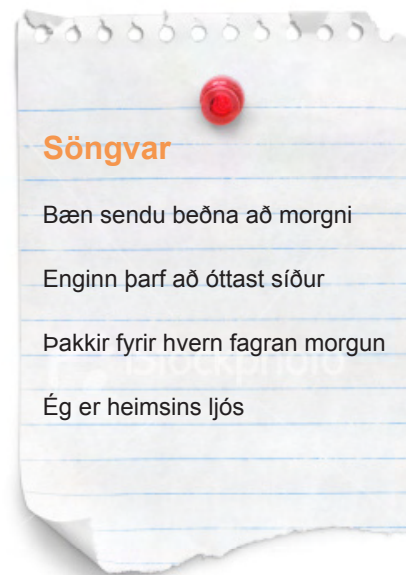 Söngvar
Bæn sendu beðna að morgni
Enginn þarf að óttast síður
Þakkir fyrir hvern fagran morgun
iStockphoto
Ég er heimsins ljós